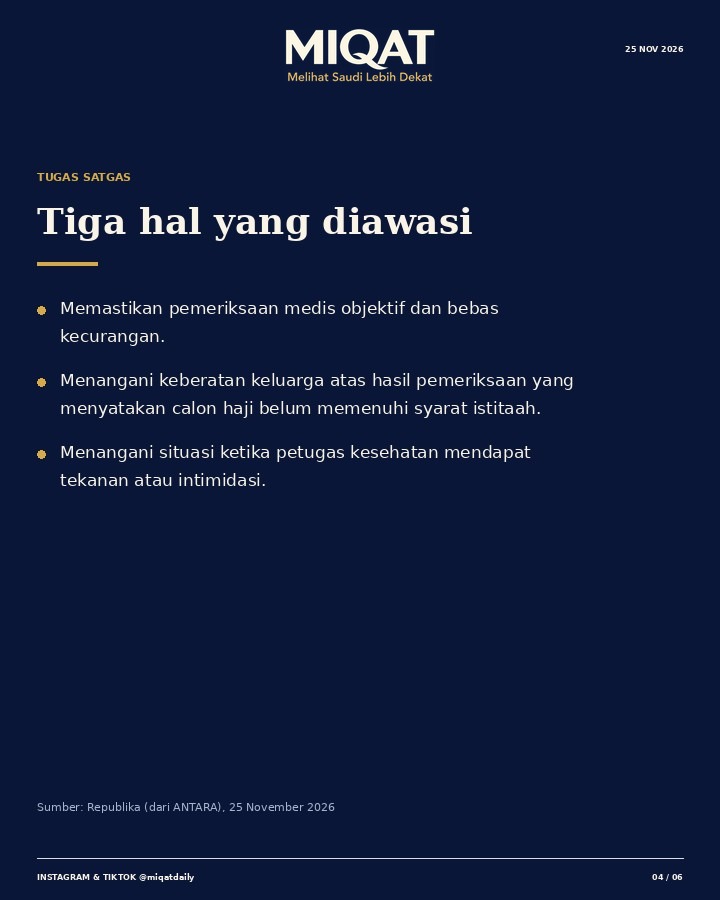 MIQAT
Melihat Saudi Lebih Dekat
25 NOV 2026
TUGAS SATGAS
Tiga hal yang diawasi
Memastikan pemeriksaan medis objektif dan bebas
kecurangan.
Menangani keberatan keluarga atas hasil pemeriksaan yang
menyatakan calon haji belum memenuhi syarat istitaah.
Menangani situasi ketika petugas kesehatan mendapat
tekanan atau intimidasi.
Sumber: Republika (dari ANTARA), 25 November 2026
INSTAGRAM & TIKTOK @miqatdaily
04 / 06